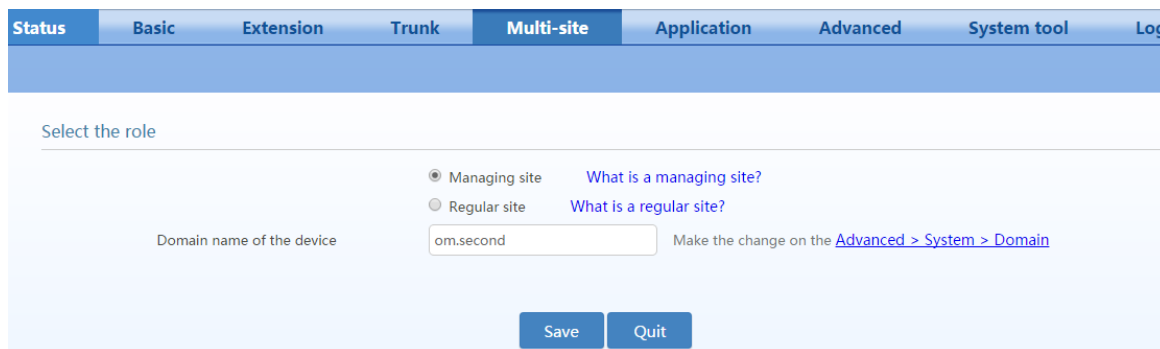 Status Basic Extension Trunk Multi-site Application Advanced System tool
Select the role
Managing site What is a managing site?
Regular site What is a regular site?
Domain name of the device om.second Make the change on the Advanced > System > Domain
Save Quit